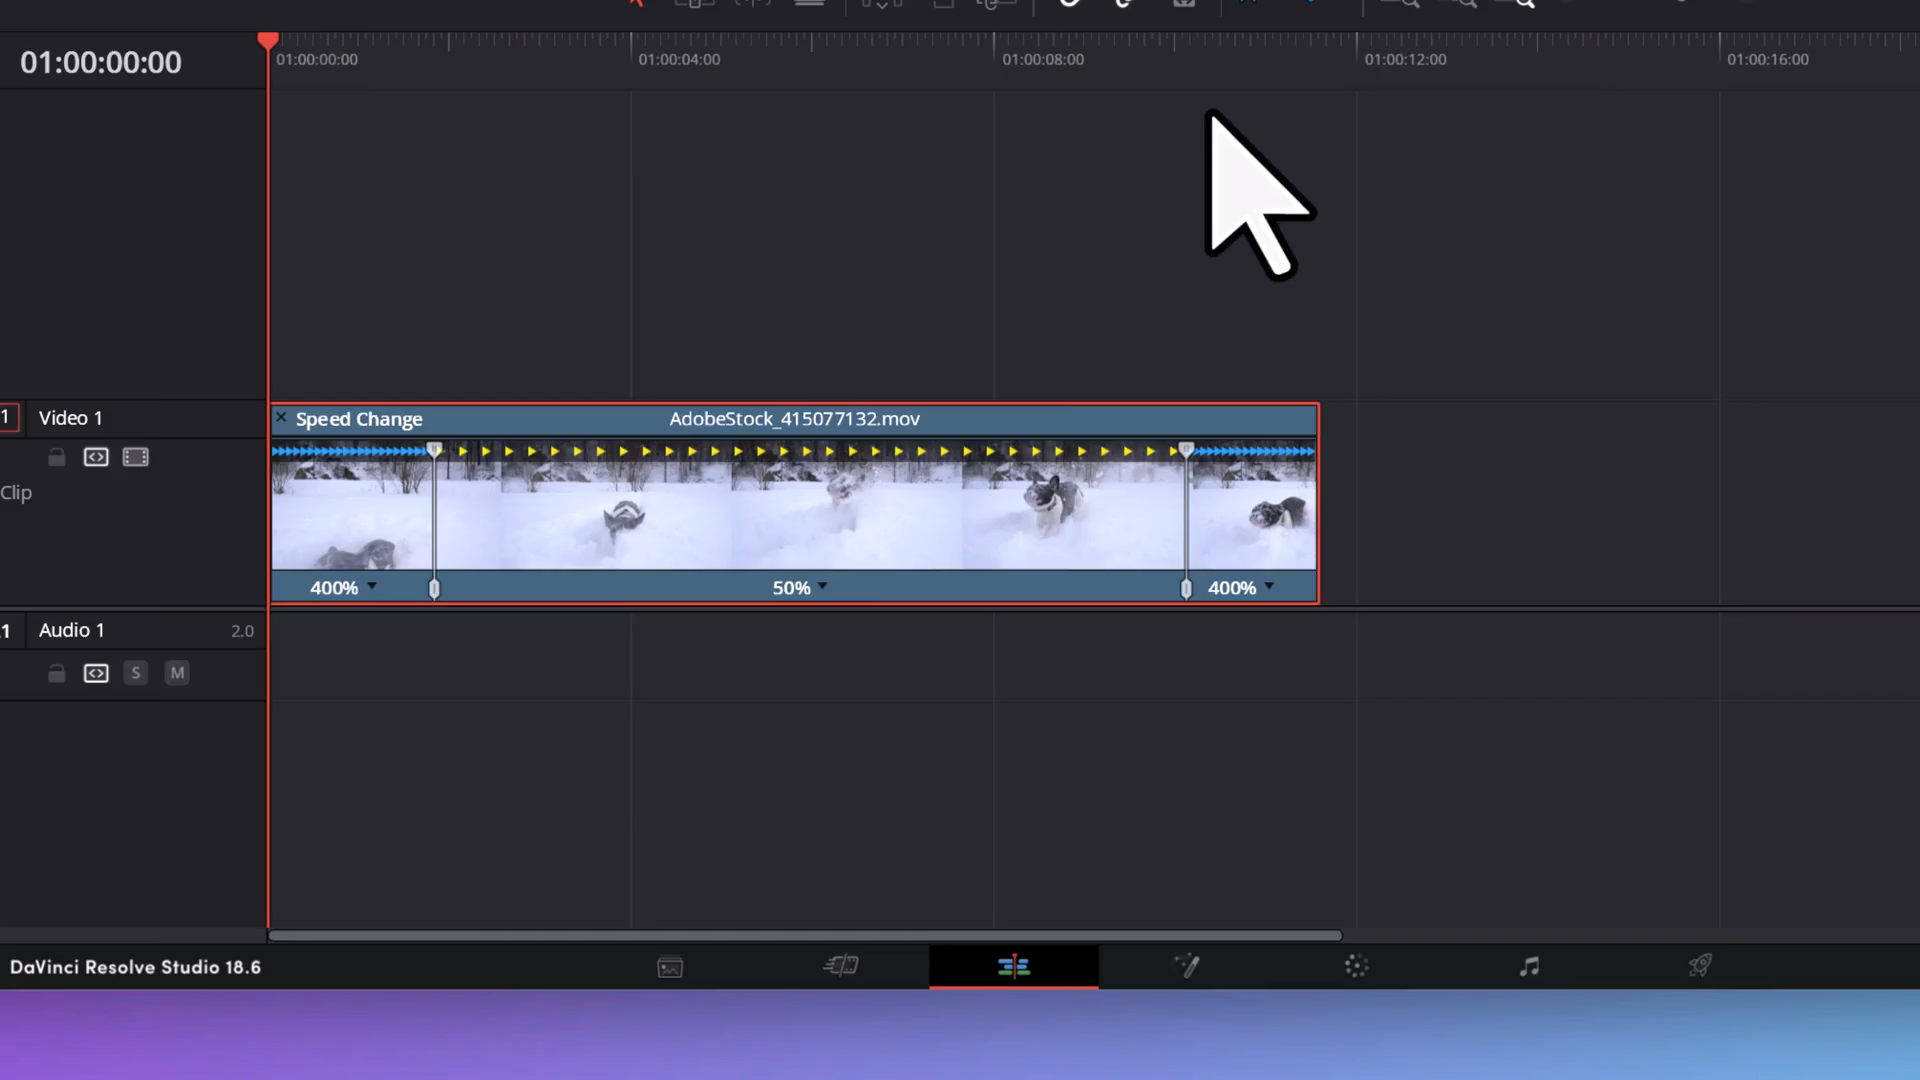 01:00:00:00
01:00:00:00
01:00:04:00
01:00:08:00
01:00:12:00
01:00:16:00
1
Video 1
Speed Change
AdobeStock_415077132.mov
Clip
400%
50%
400%
1
Audio 1
2.0
S
M
DaVinci Resolve Studio 18.6